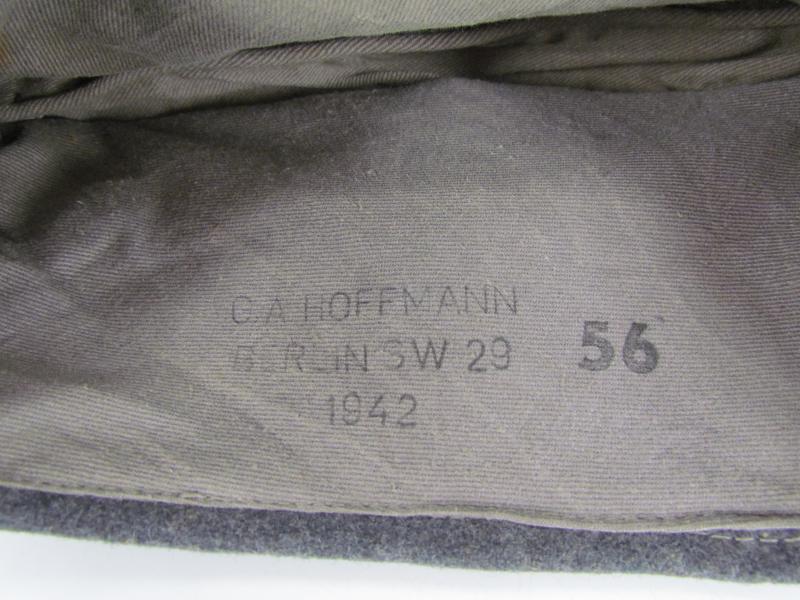 G.A HOFFMANN
BERLIN SW 29 56
1942